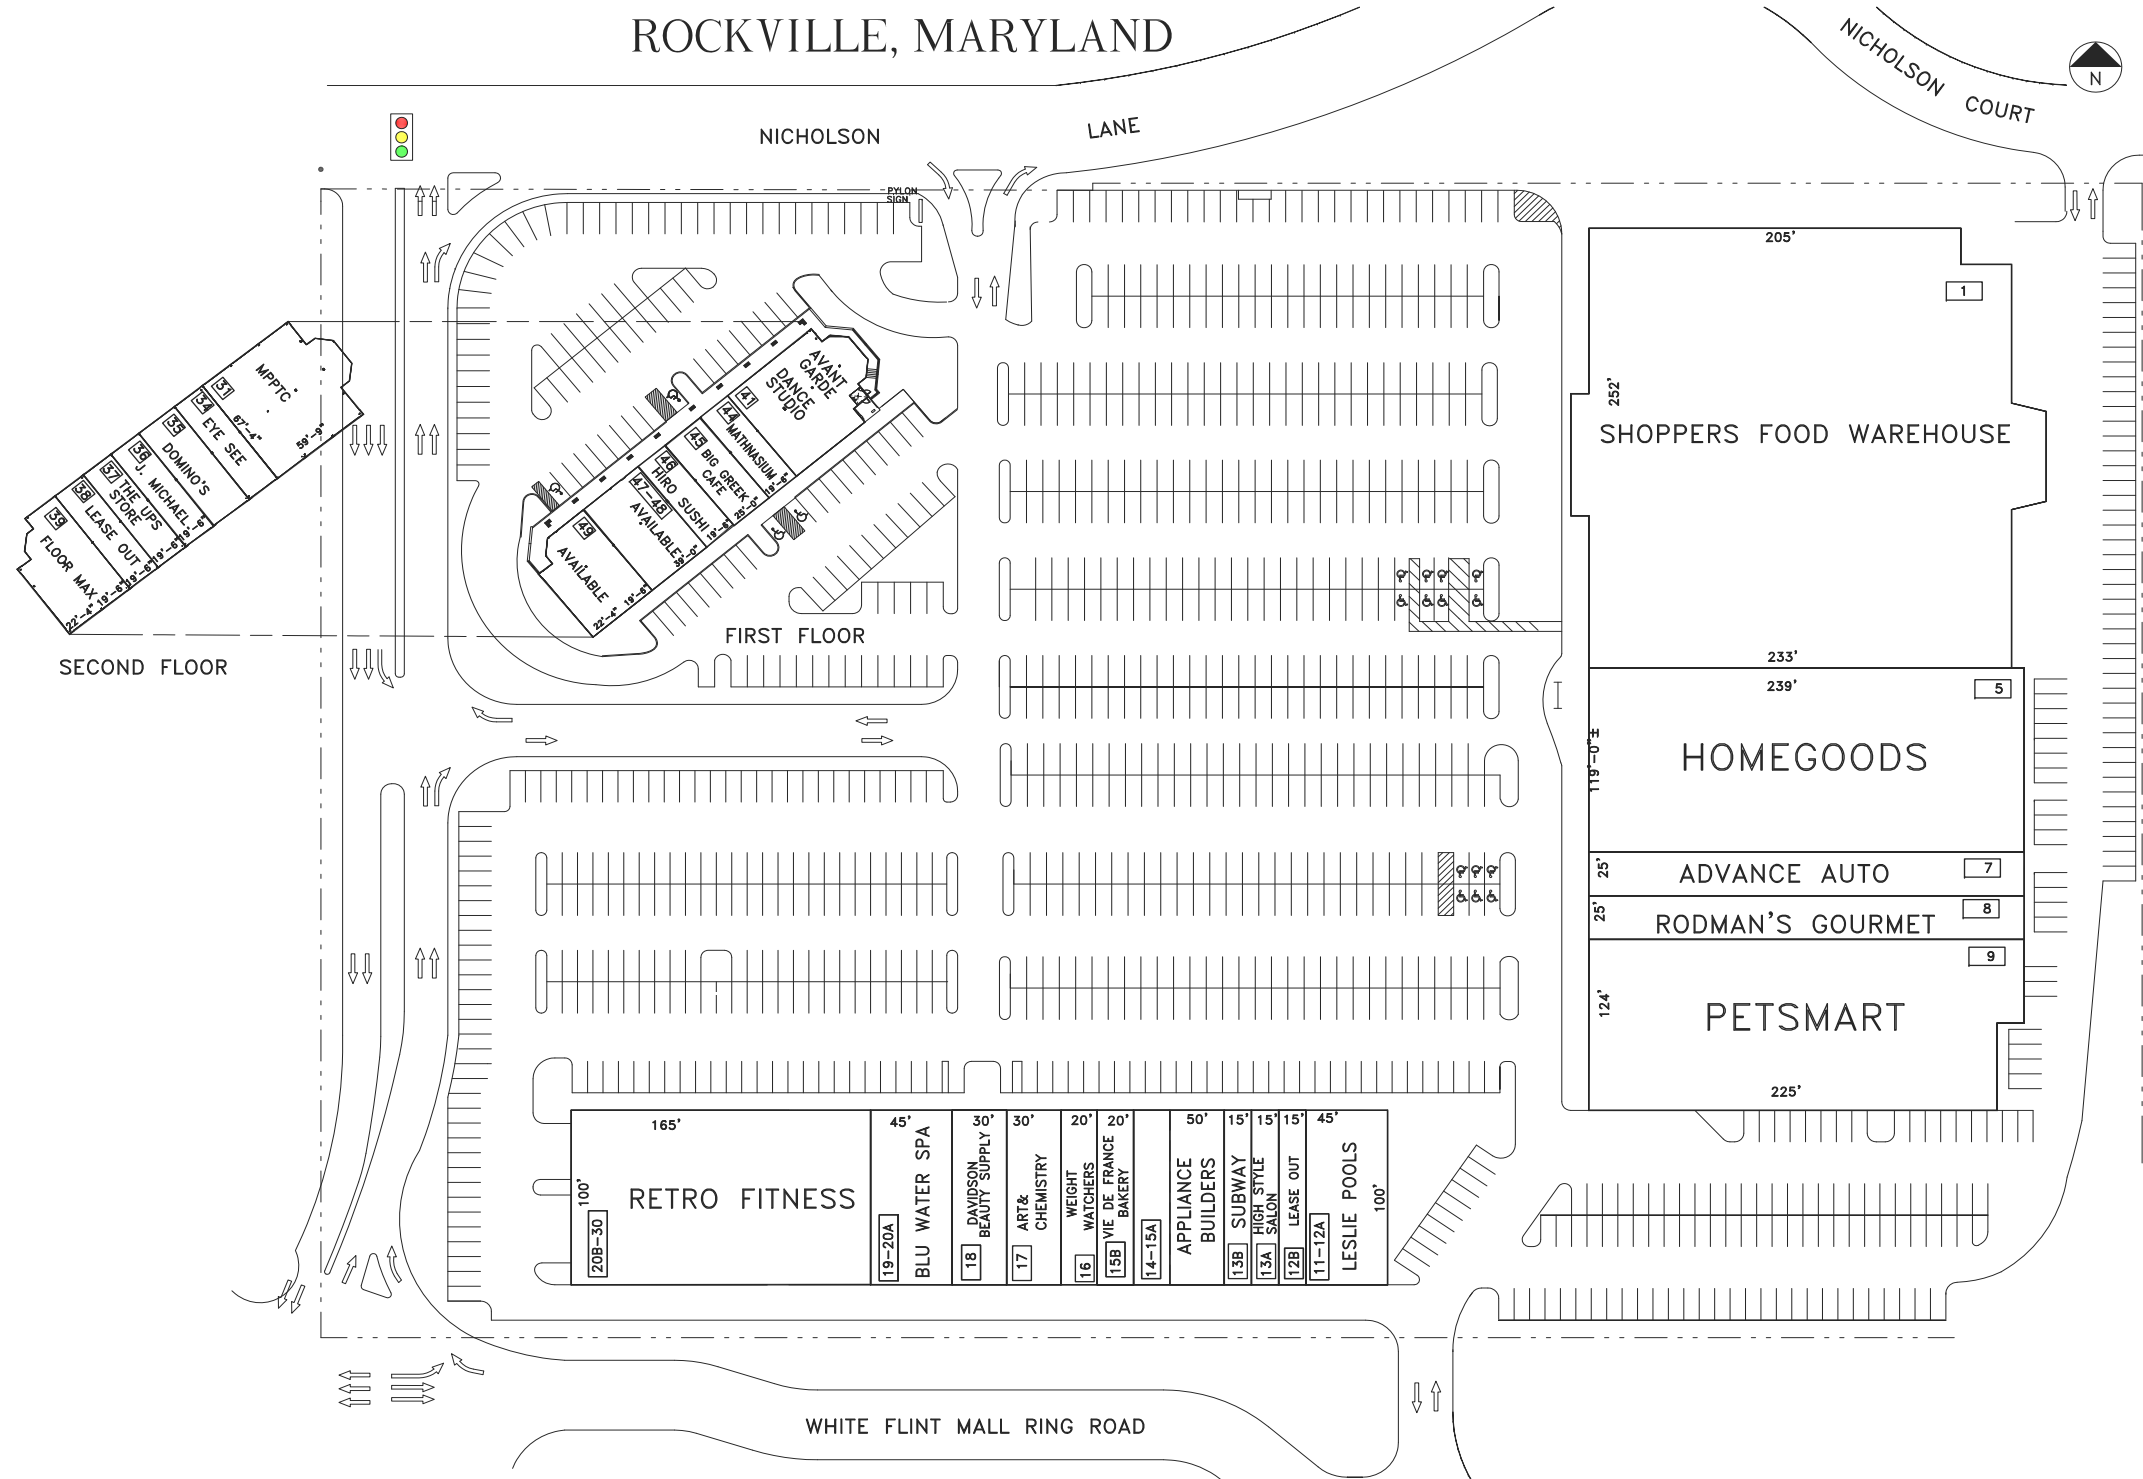 ROCKVILLE, MARYLAND
NICHOLSON
LANE
NICHOLSON COURT
N
PYLON
SIGN
MPPTC
31
67'-4"
59'-9"
34
EYE SEE
35
DOMINO'S
36
J. MICHAEL
19'-6"
37
THE UPS
STORE
19'-6"
38
LEASE OUT
19'-6"
39
FLOOR MAX
19'-6"
22'-4"
SECOND FLOOR
AVANT
GARDE
DANCE
STUDIO
41
44
MATHNASIUM
19'-6"
45
BIG GREEK
CAFE
25'-0"
46
HIRO SUSHI
19'-6"
47-48
AVAILABLE
39'-0"
49
AVAILABLE
19'-6"
22'-4"
FIRST FLOOR
205'
1
252'
SHOPPERS FOOD WAREHOUSE
233'
239'
5
119'-0"±
HOMEGOODS
25'
ADVANCE AUTO
7
25'
RODMAN'S GOURMET
8
9
124'
PETSMART
225'
165'
100'
RETRO FITNESS
20B-30
45'
BLU WATER SPA
19-20A
30'
DAVIDSON
BEAUTY SUPPLY
18
30'
ART&
CHEMISTRY
17
20'
WEIGHT
WATCHERS
16
20'
VIE DE FRANCE
BAKERY
15B
14-15A
50'
APPLIANCE
BUILDERS
15'
SUBWAY
13B
15'
HIGH STYLE
SALON
13A
15'
LEASE OUT
12B
45'
LESLIE POOLS
11-12A
100'
WHITE FLINT MALL RING ROAD